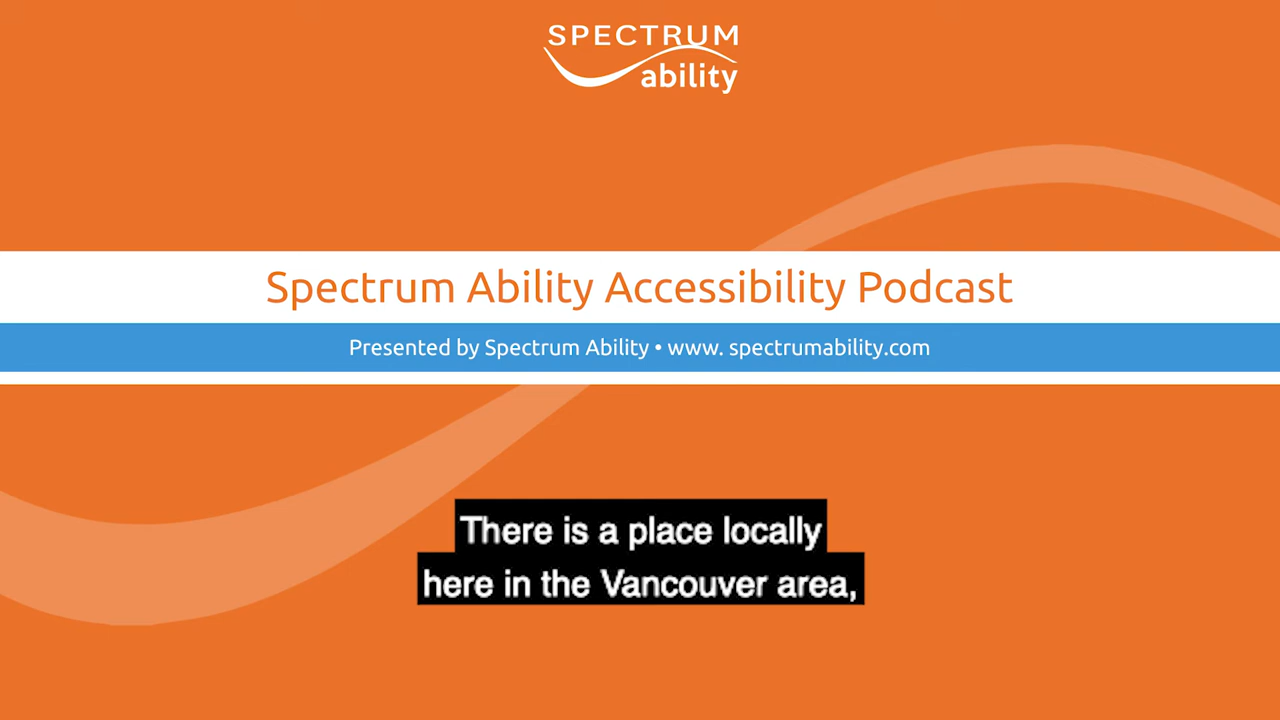 SPECTRUM
ability
Spectrum Ability Accessibility Podcast
Presented by Spectrum Ability • www. spectrumability.com
There is a place locally
here in the Vancouver area,